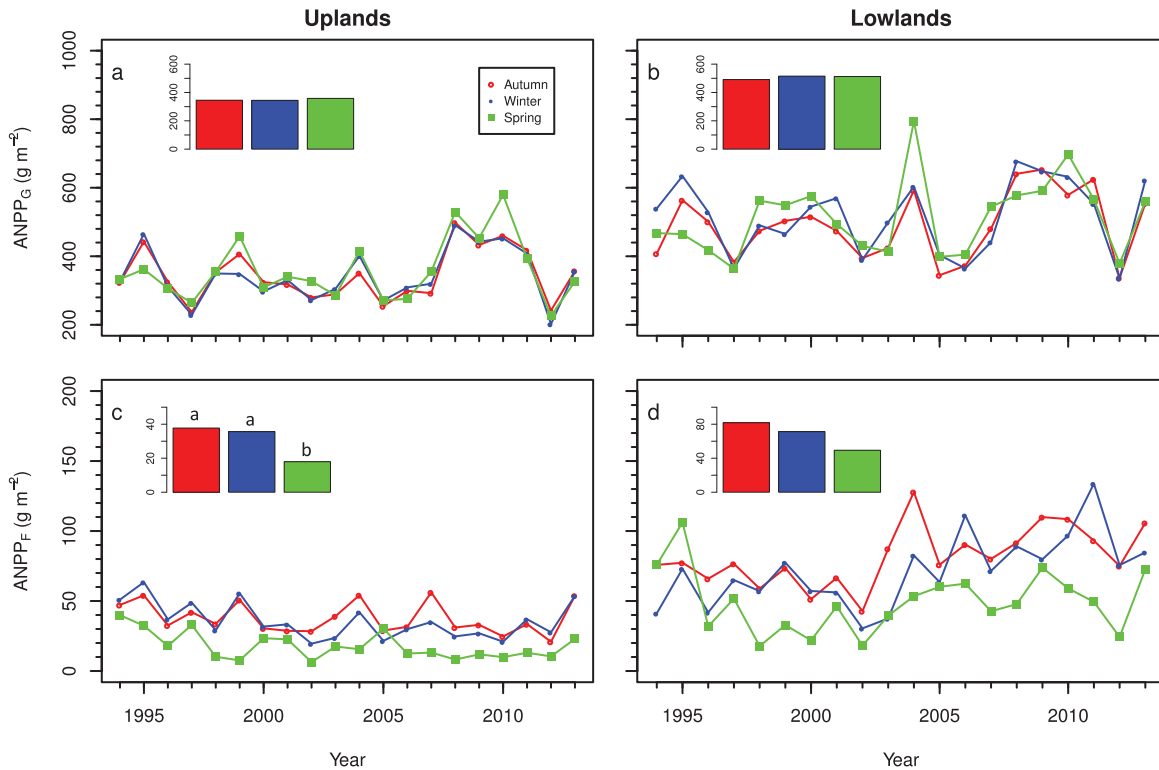 Uplands
Lowlands
ANPPG (g m−2)
1000
800
600
400
200
a
600
400
200
0
Autumn
Winter
Spring
b
600
400
200
0
ANPPF (g m−2)
200
150
100
50
0
c
40
20
0
a
a
b
d
80
40
0
1995
2000
2005
2010
1995
2000
2005
2010
Year
Year